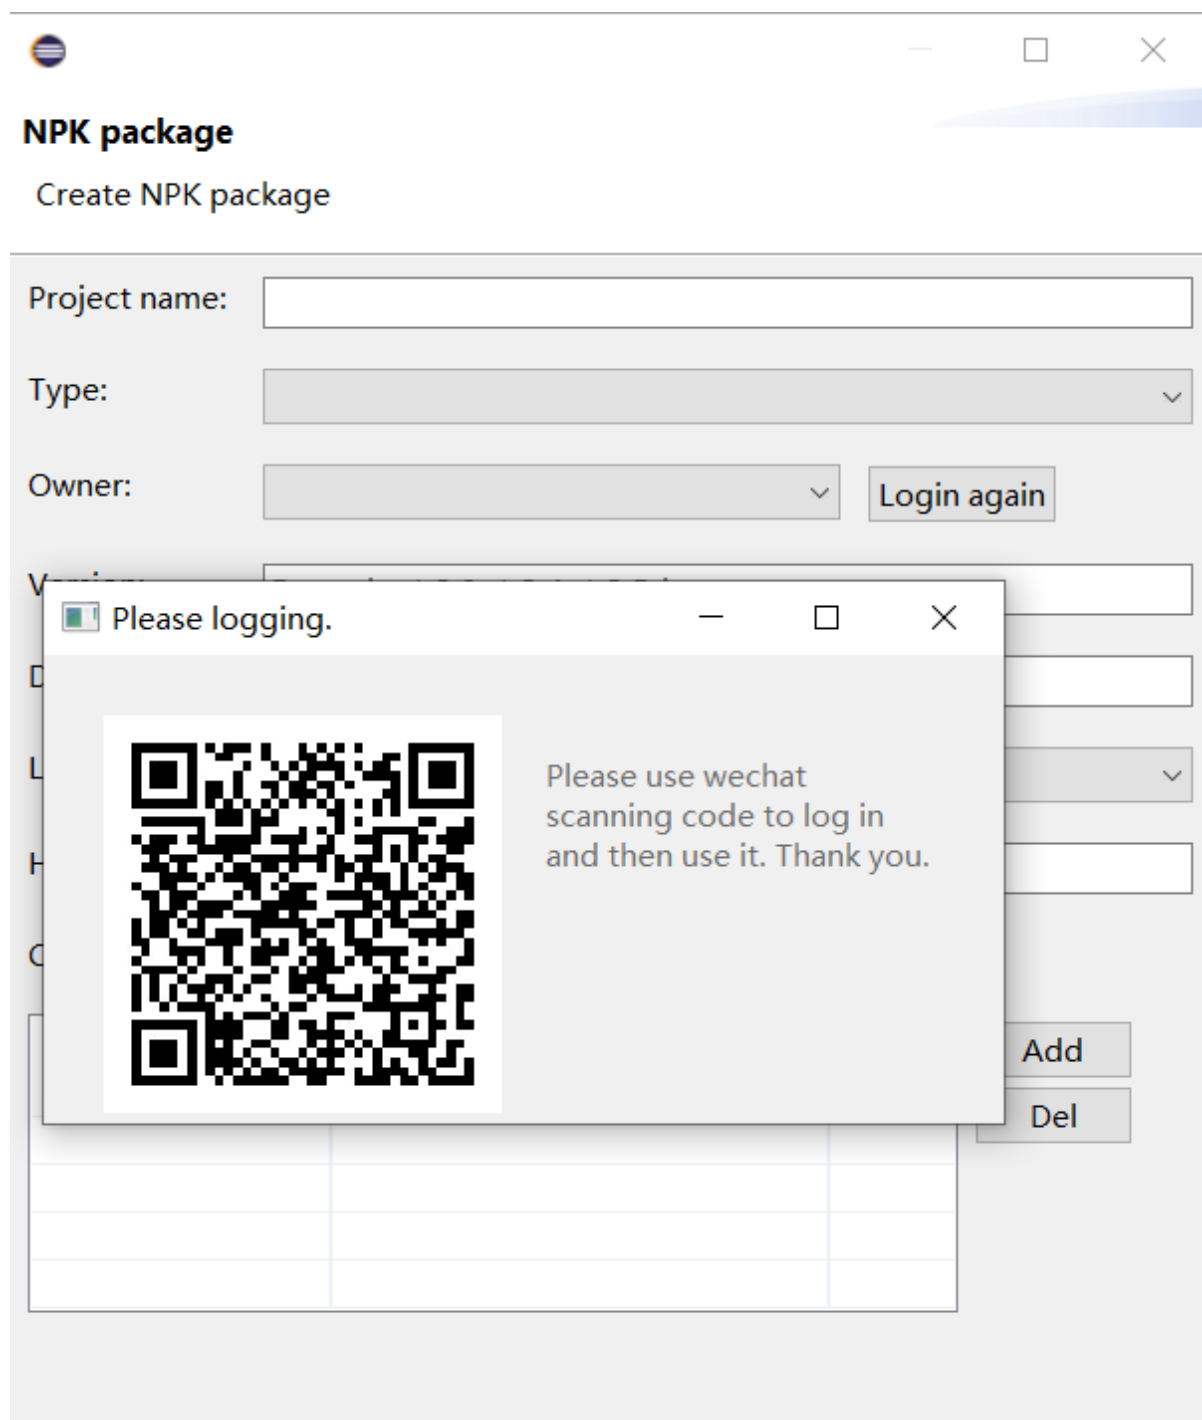 NPK package
Create NPK package
Project name:
Type:
Owner:
Login again
Please logging.
Please use wechat
scanning code to log in
and then use it. Thank you.
Add
Del